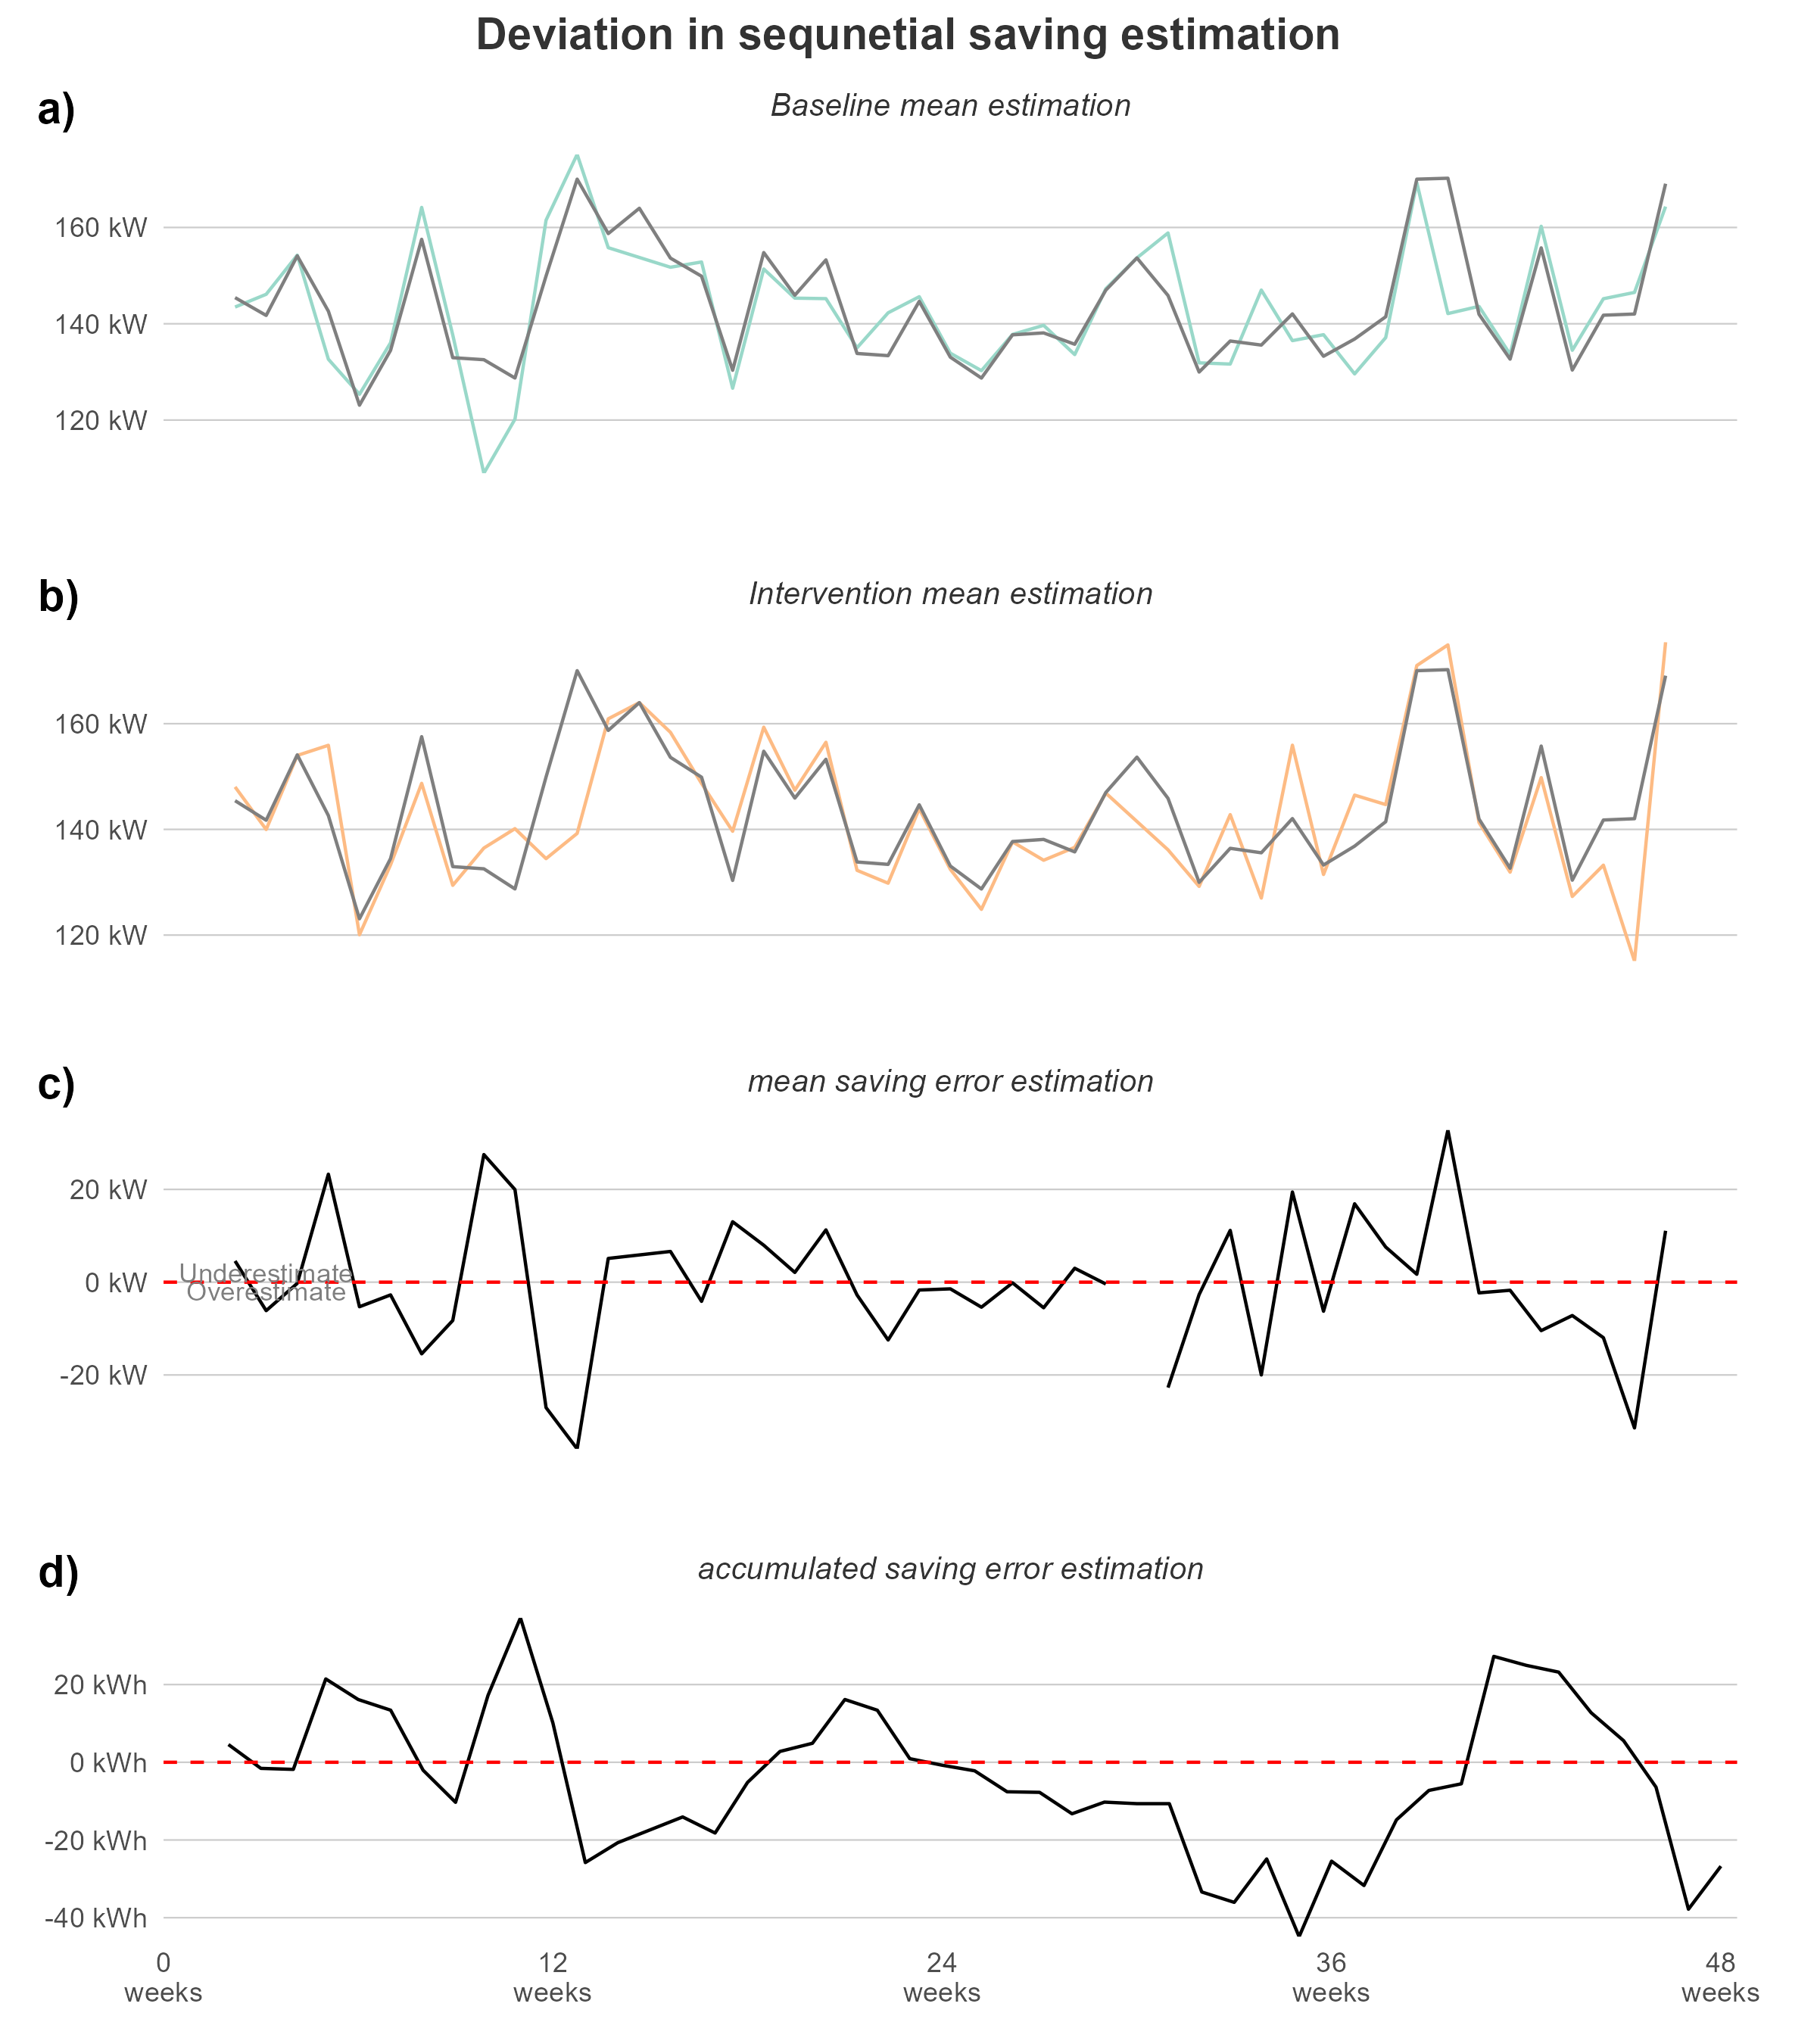 Deviation in sequnetial saving estimation
a)
Baseline mean estimation
160 kW
140 kW
120 kW
b)
Intervention mean estimation
160 kW
140 kW
120 kW
c)
mean saving error estimation
20 kW
Underestimate
0 kW
Overestimate
-20 kW
d)
accumulated saving error estimation
20 kWh
0 kWh
-20 kWh
-40 kWh
0 12 24 36 48
weeks weeks weeks weeks weeks